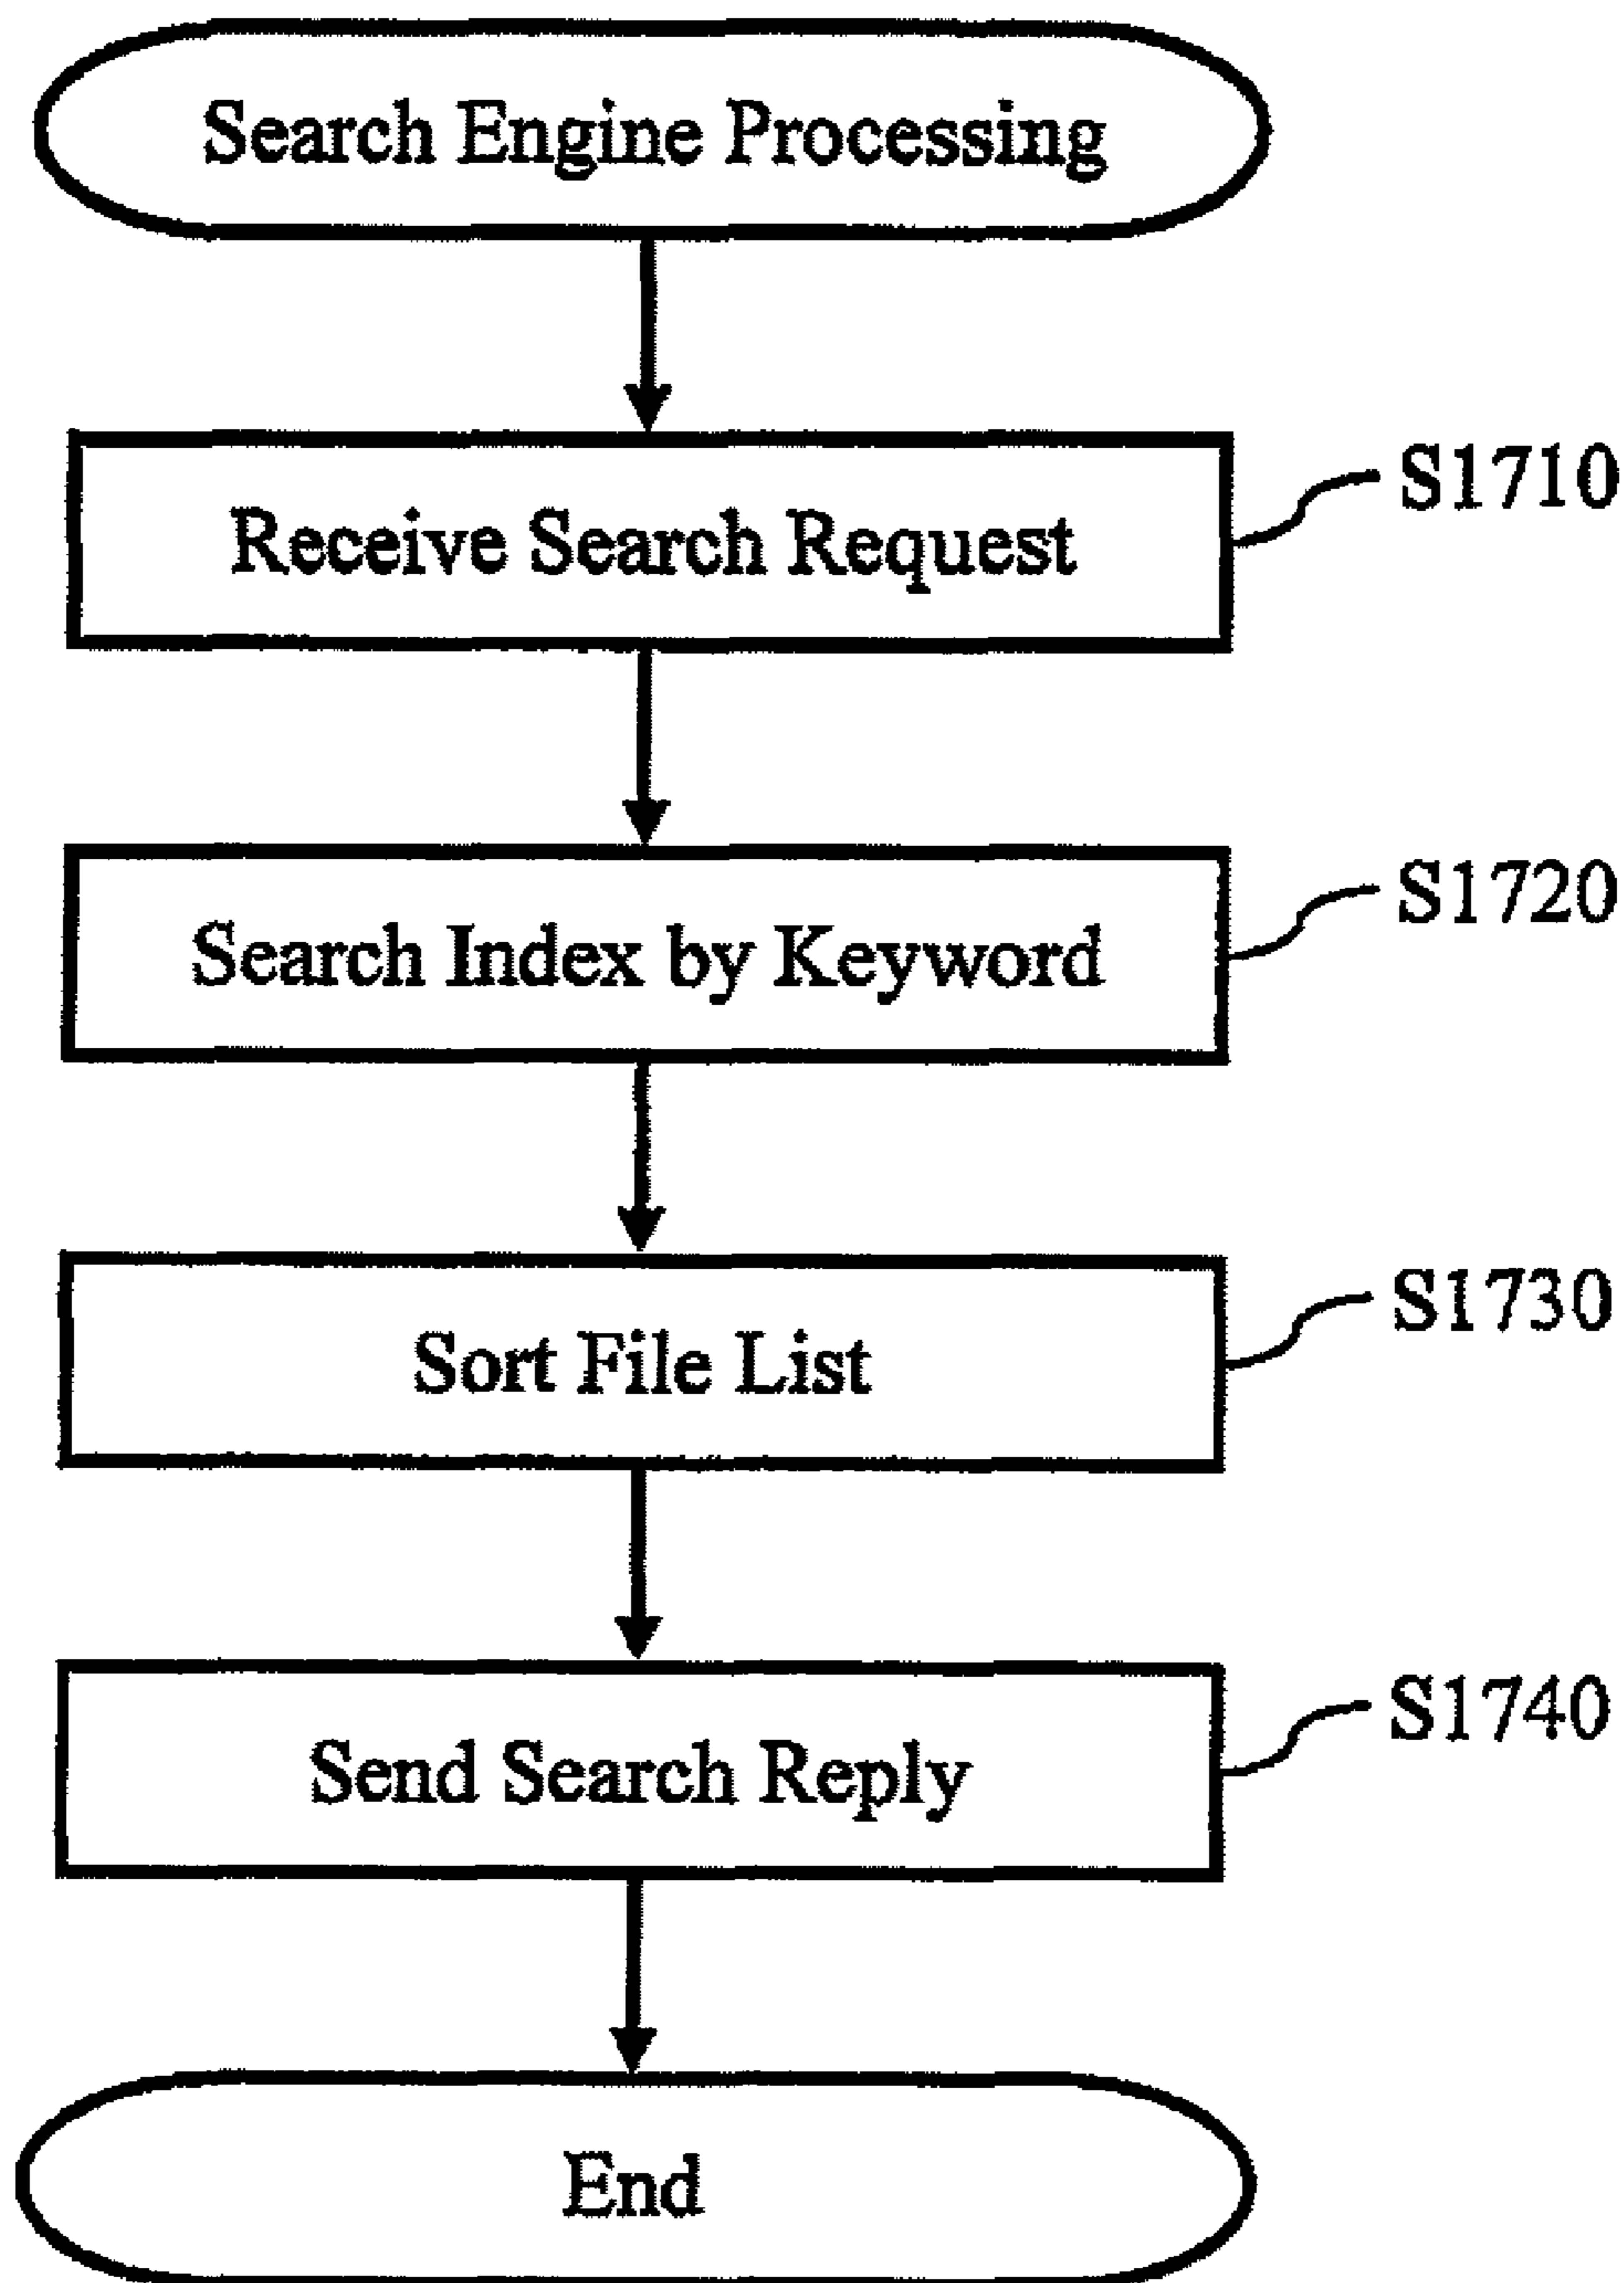 Search Engine Processing
Receive Search Request
S1710
Search Index by Keyword
S1720
Sort File List
S1730
Send Search Reply
S1740
End